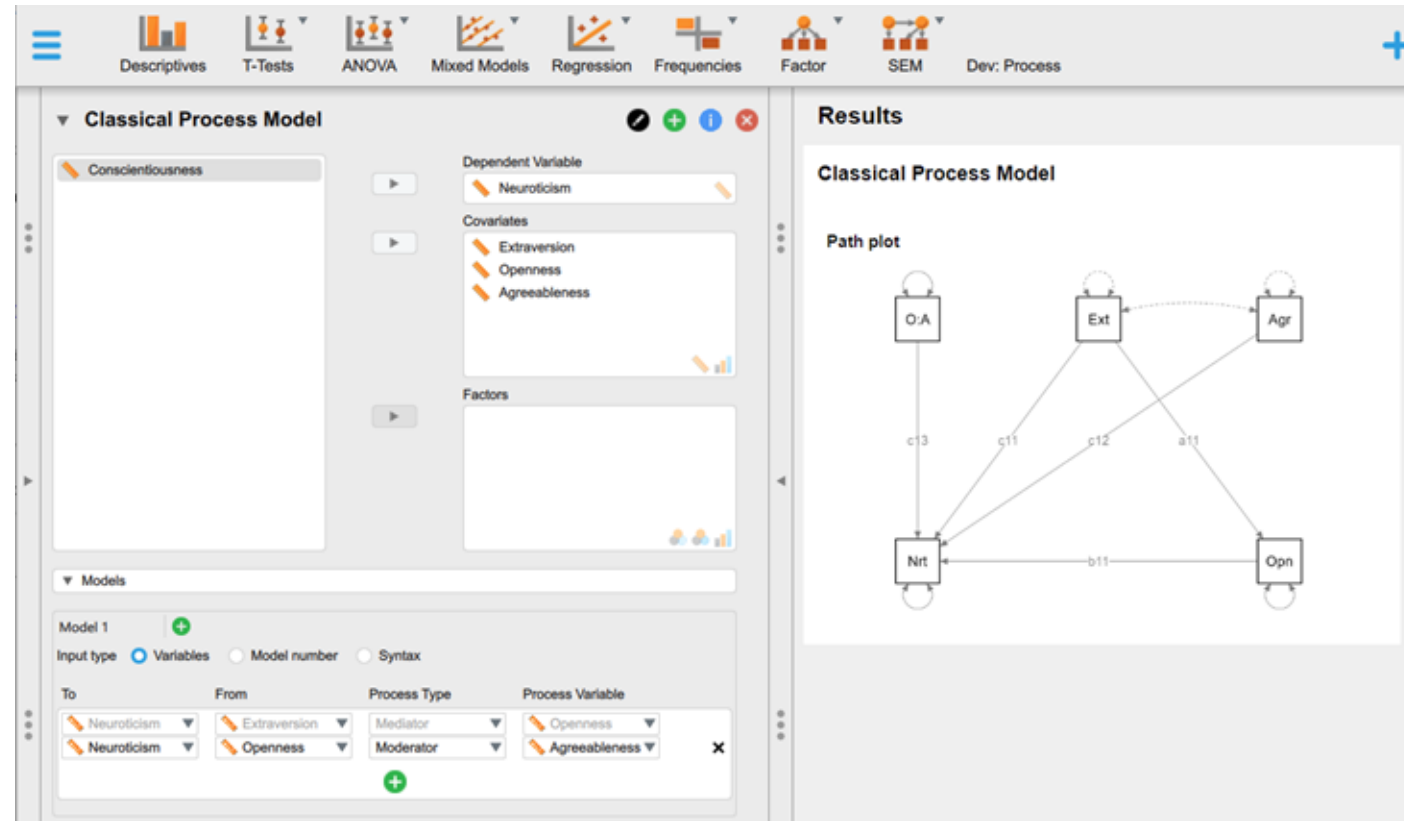 Descriptives T-Tests ANOVA Mixed Models Regression Frequencies Factor SEM Dev: Process
Classical Process Model
Conscientiousness
Dependent Variable
Neuroticism
Covariates
Extraversion
Openness
Agreeableness
Factors
Models
Model 1
Input type Variables Model number Syntax
To From Process Type Process Variable
Neuroticism Extraversion Mediator Openness
Neuroticism Openness Moderator Agreeableness
Results
Classical Process Model
Path plot
O:A Ext Agr
c13 c11 c12 a11
Nrt b11 Opn